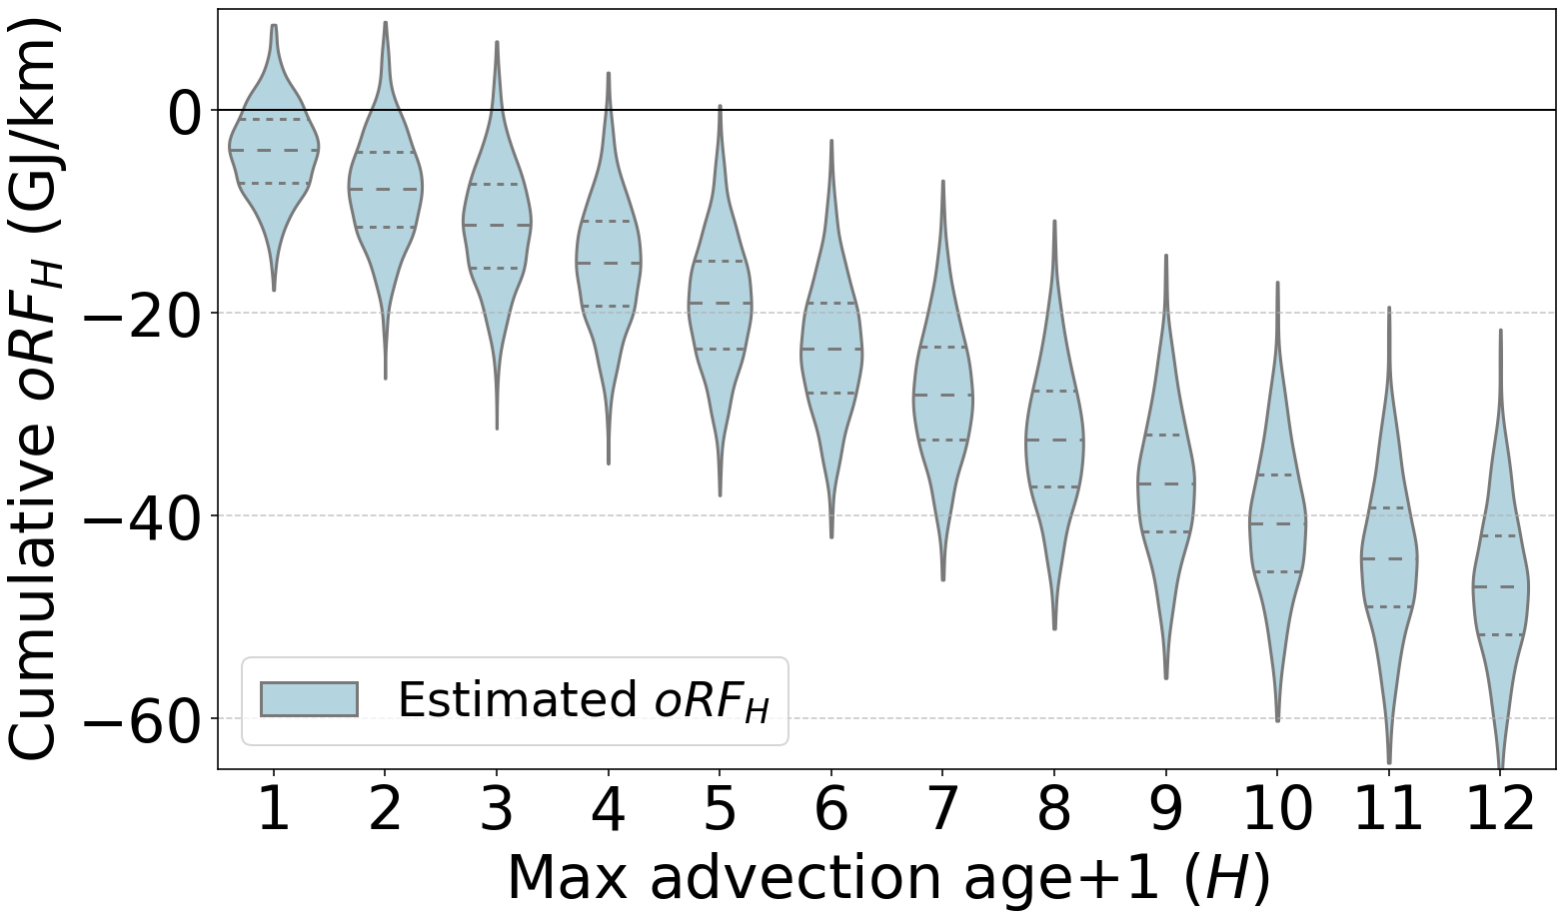 Cumulative oRF_H (GJ/km)
0
−20
−40
−60
Estimated oRF_H
1 2 3 4 5 6 7 8 9 10 11 12
Max advection age+1 (H)